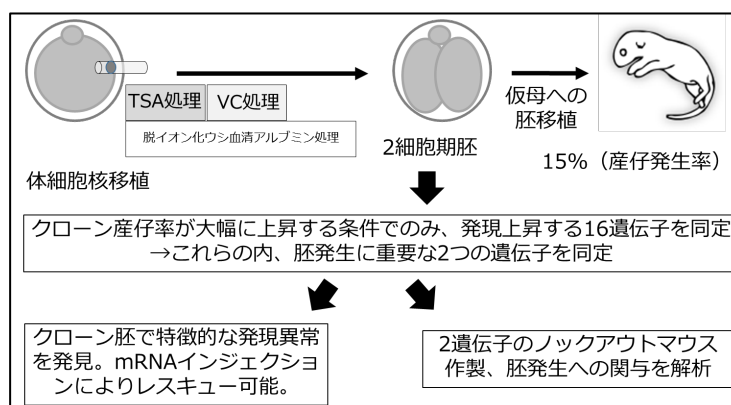 TSA処理 VC処理
脱イオン化ウシ血清アルブミン処理
体細胞核移植
2細胞期胚
仮母への
胚移植
15%(産仔発生率)
クローン産仔率が大幅に上昇する条件でのみ、発現上昇する16遺伝子を同定
→これらの内、胚発生に重要な2つの遺伝子を同定
クローン胚で特徴的な発現異常
を発見。mRNAインジェクショ
ンによりレスキュー可能。
2遺伝子のノックアウトマウス
作製、胚発生への関与を解析